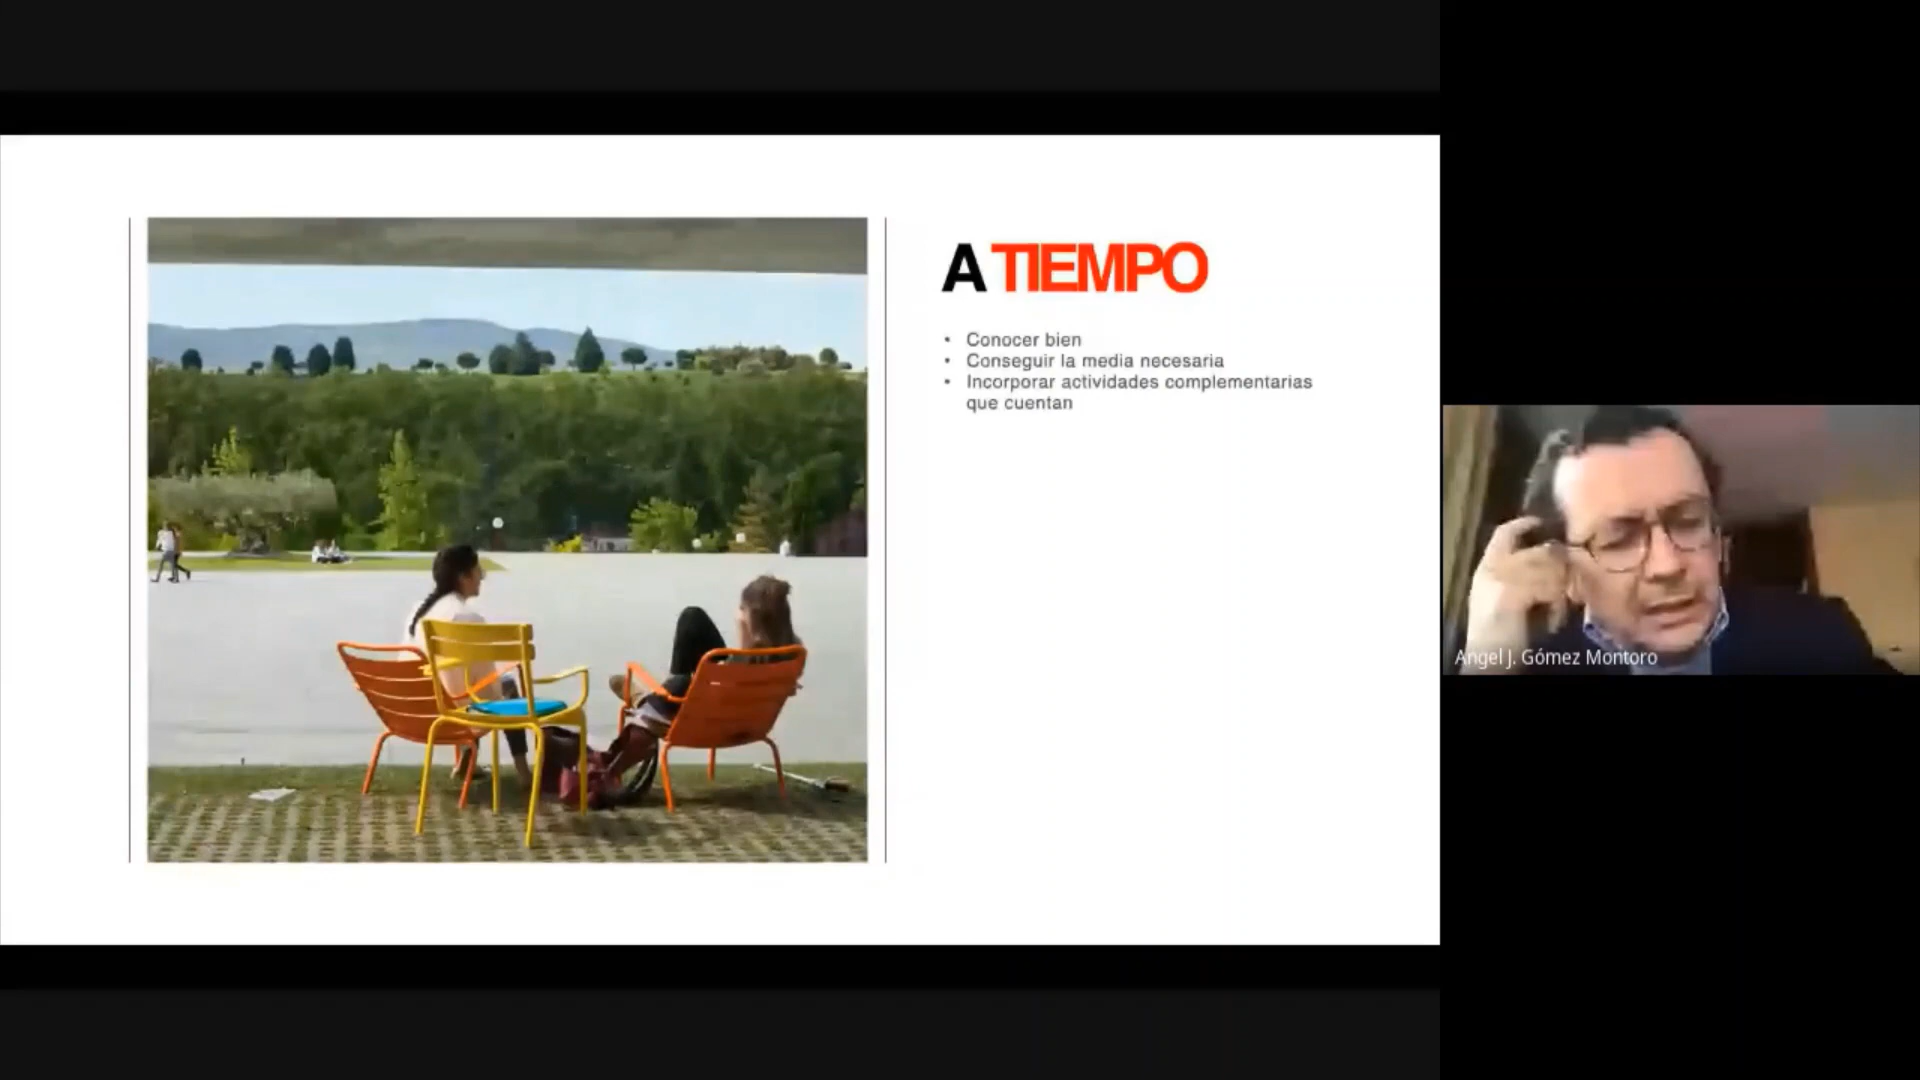 A TIEMPO
• Conocer bien
• Conseguir la media necesaria
• Incorporar actividades complementarias
que cuentan
Angel J. Gómez Montoro